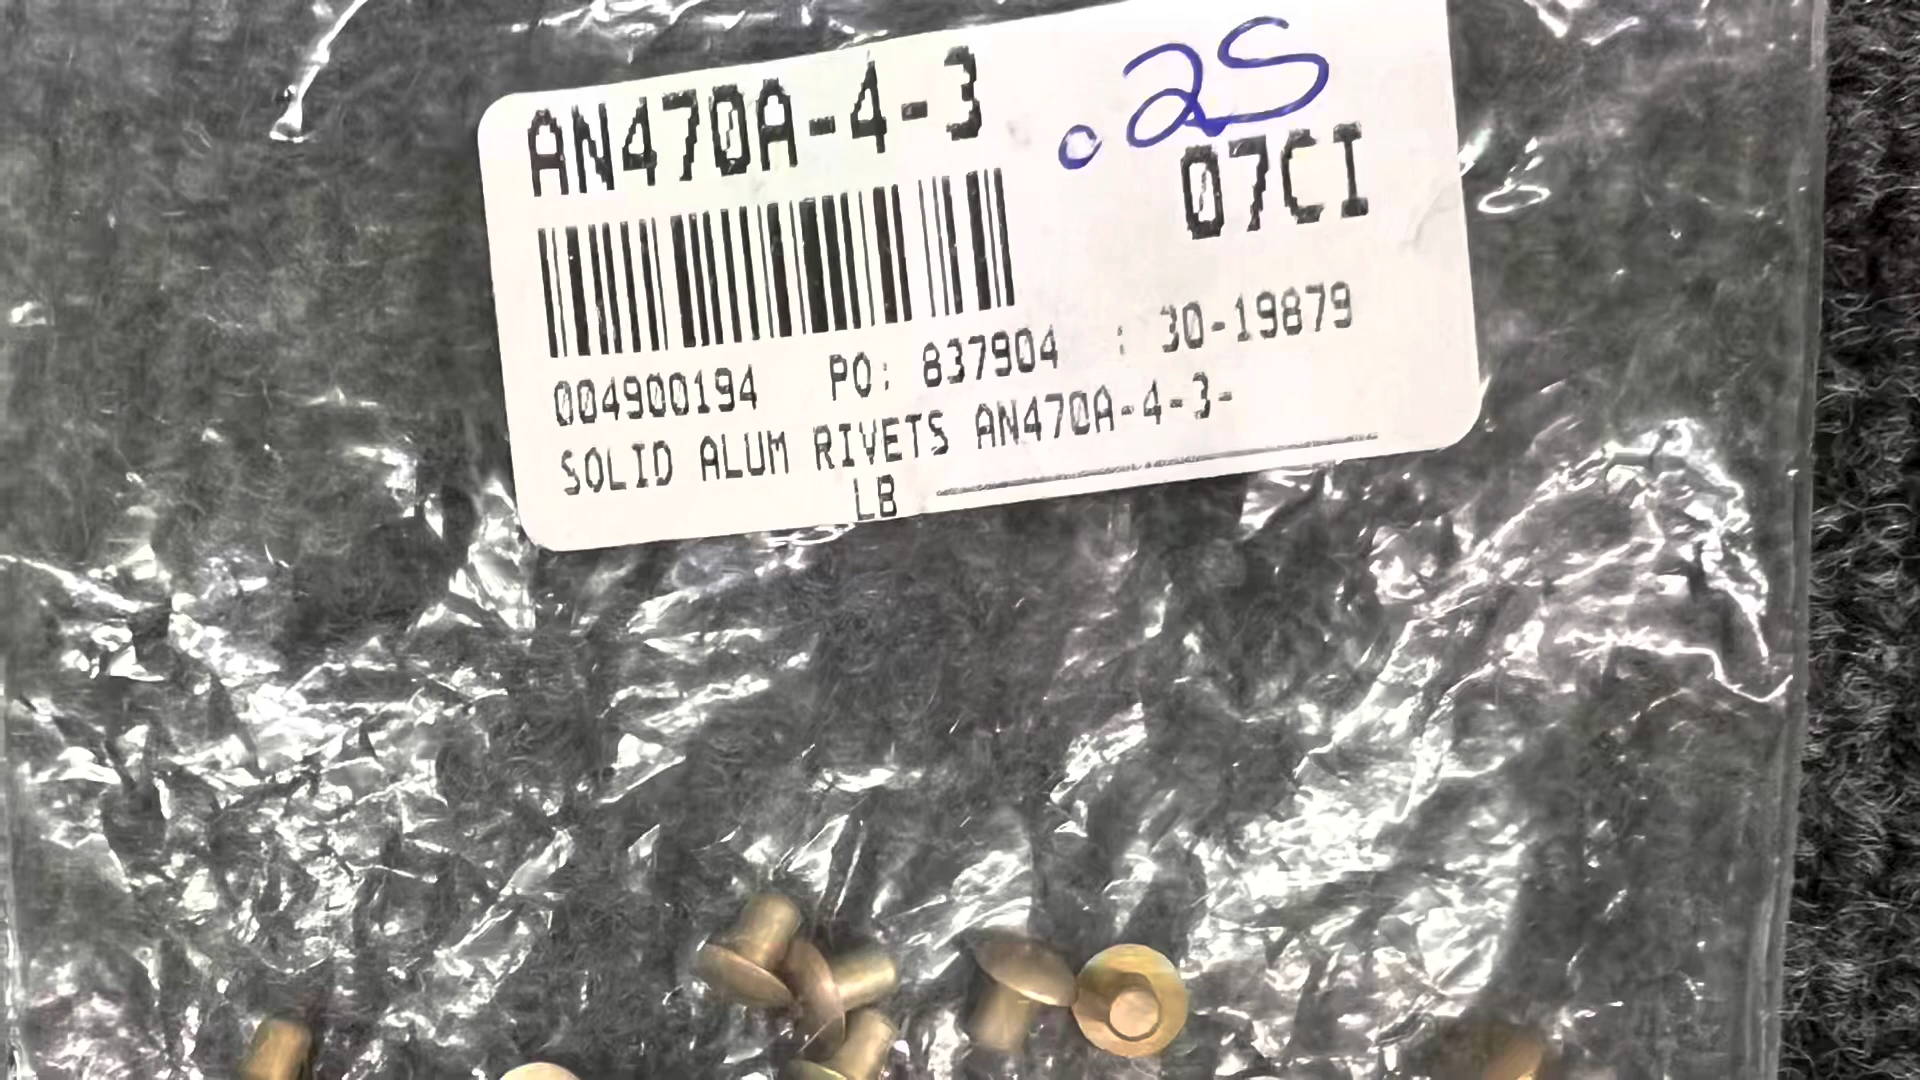 AN470A-4-3
.25
07CI
004900194 PO: 837904 : 30-19879
SOLID ALUM RIVETS AN470A-4-3-
LB